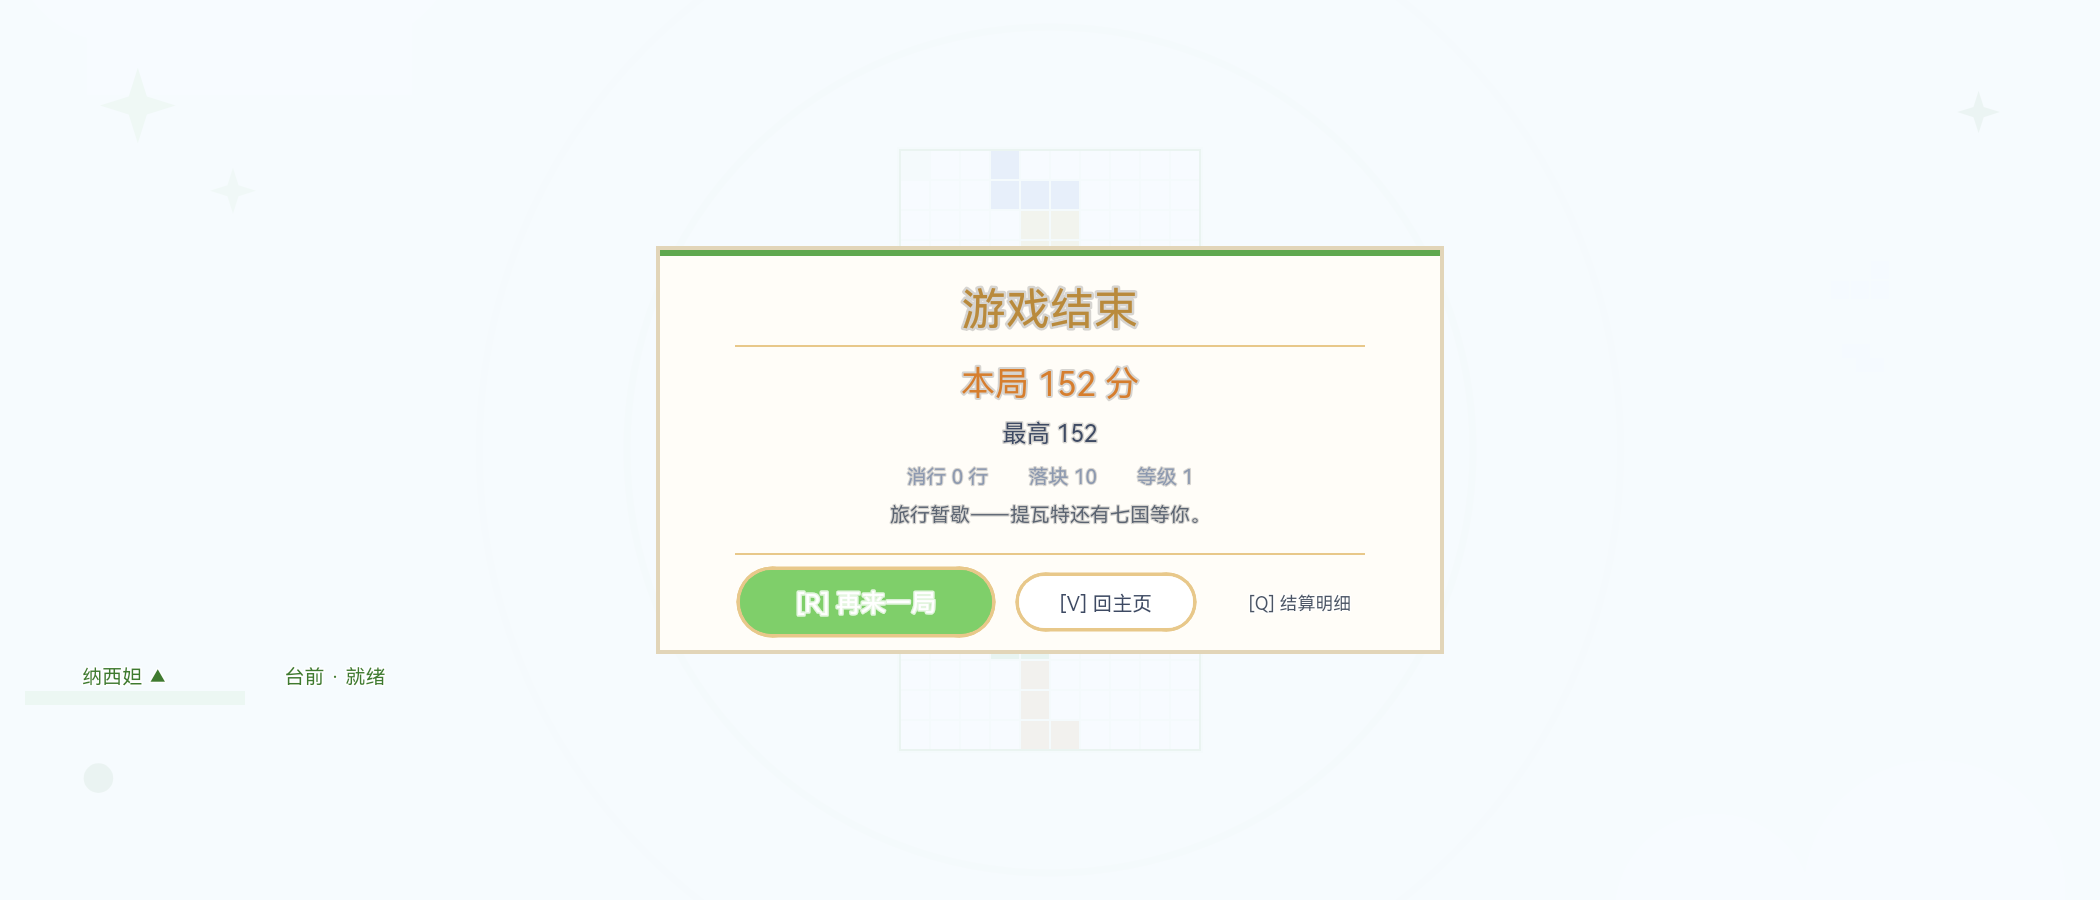 游戏结束
本局 152 分
最高 152
消行 0 行 落块 10 等级 1
旅行暂歇——提瓦特还有七国等你。
[R] 再来一局 [V] 回主页 [Q] 结算明细
纳西妲 ▲ 台前 · 就绪